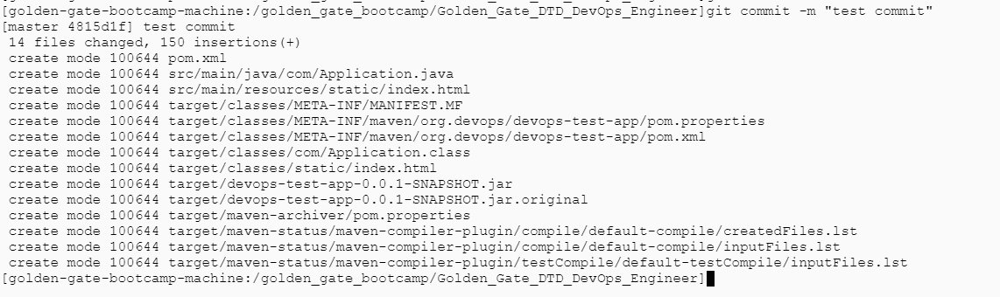 [golden-gate-bootcamp-machine:/golden_gate_bootcamp/Golden_Gate_DTD_DevOps_Engineer]git commit -m "test commit"
[master 4815d1f] test commit
 14 files changed, 150 insertions(+)
 create mode 100644 pom.xml
 create mode 100644 src/main/java/com/Application.java
 create mode 100644 src/main/resources/static/index.html
 create mode 100644 target/classes/META-INF/MANIFEST.MF
 create mode 100644 target/classes/META-INF/maven/org.devops/devops-test-app/pom.properties
 create mode 100644 target/classes/META-INF/maven/org.devops/devops-test-app/pom.xml
 create mode 100644 target/classes/com/Application.class
 create mode 100644 target/classes/static/index.html
 create mode 100644 target/devops-test-app-0.0.1-SNAPSHOT.jar
 create mode 100644 target/devops-test-app-0.0.1-SNAPSHOT.jar.original
 create mode 100644 target/maven-archiver/pom.properties
 create mode 100644 target/maven-status/maven-compiler-plugin/compile/default-compile/createdFiles.lst
 create mode 100644 target/maven-status/maven-compiler-plugin/compile/default-compile/inputFiles.lst
 create mode 100644 target/maven-status/maven-compiler-plugin/testCompile/default-testCompile/inputFiles.lst
[golden-gate-bootcamp-machine:/golden_gate_bootcamp/Golden_Gate_DTD_DevOps_Engineer]